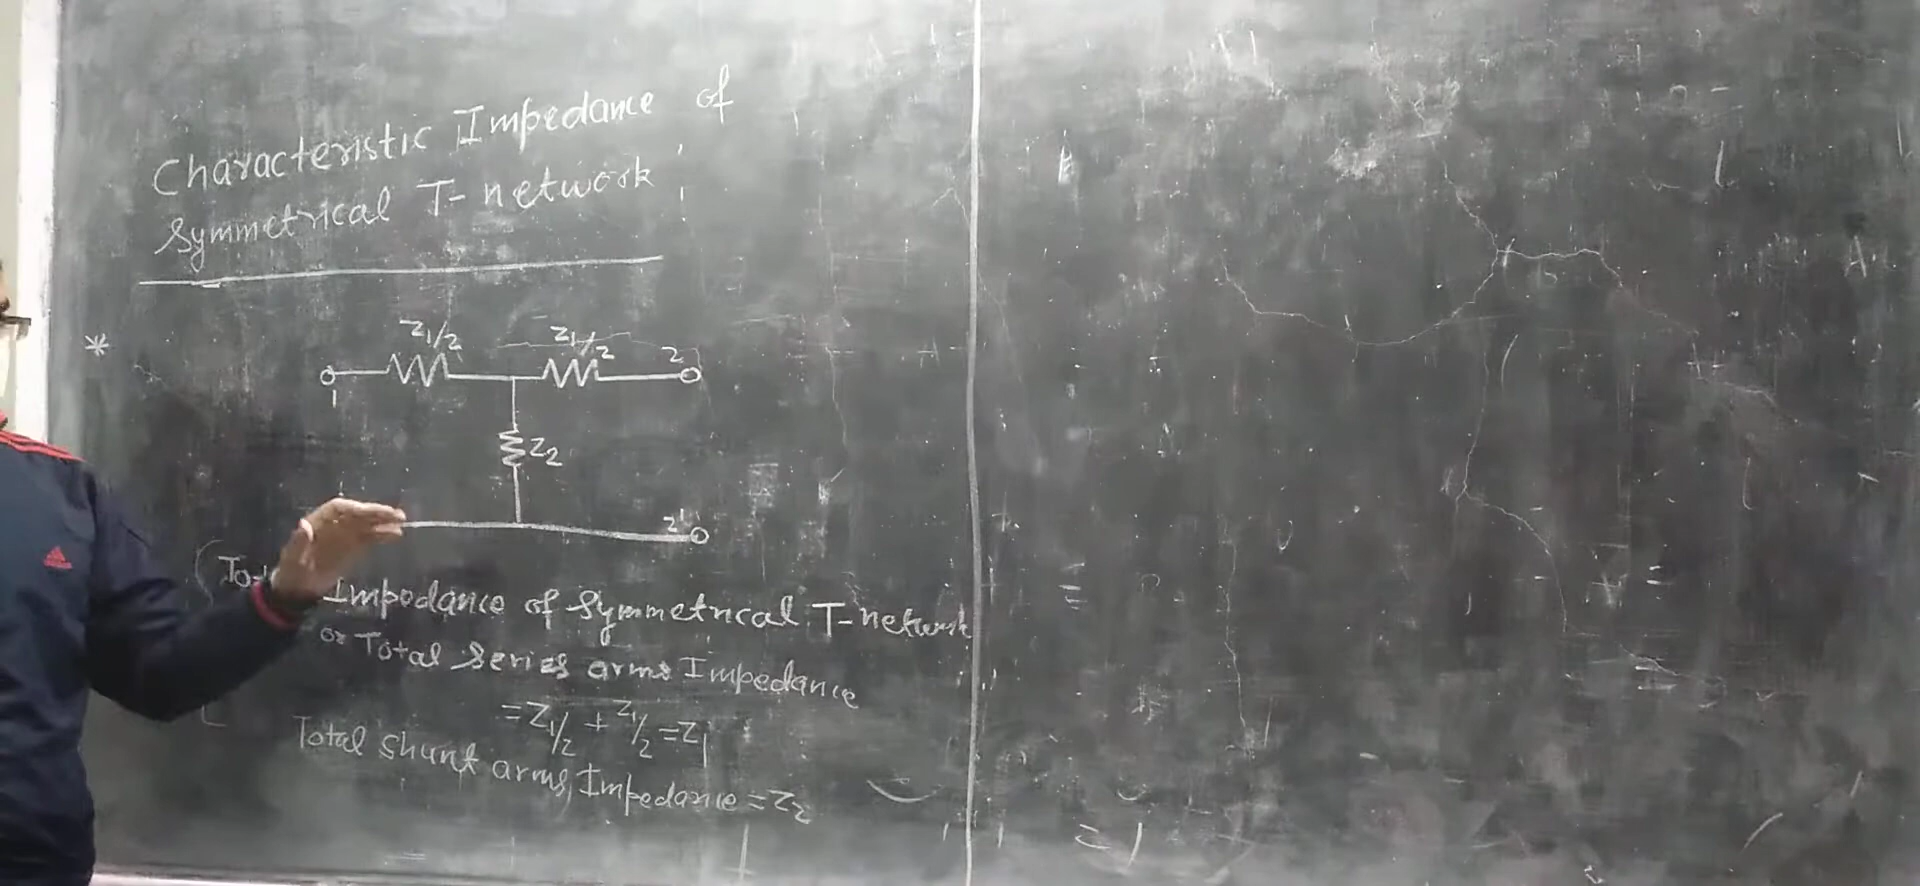 Characteristic Impedance of
Symmetrical T-network :
*
Z1/2
Z1/2
2
1
Z2
2'
Impedance of Symmetrical T-network
or Total series arms Impedance
= Z1/2 + Z1/2 = Z1
Total shunt arms Impedance = Z2